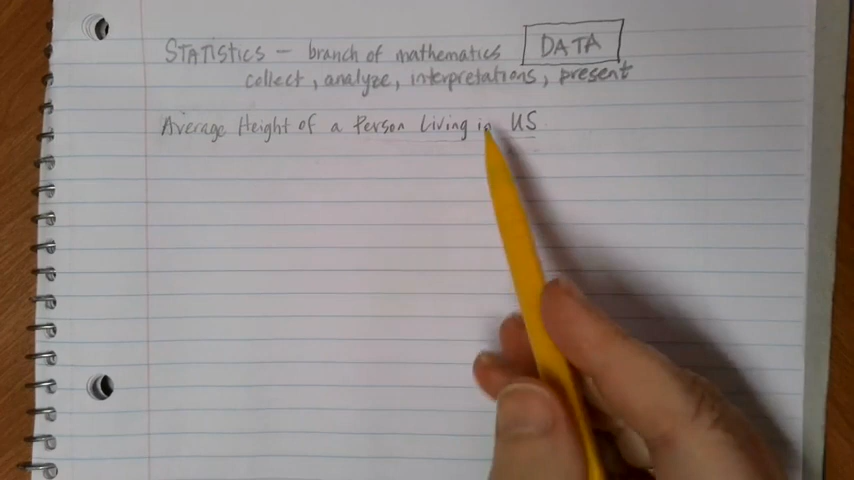 STATiSTiCS – branch of mathematics DATA
collect, analyze, interpretations, present
Average Height of a Person Living in US